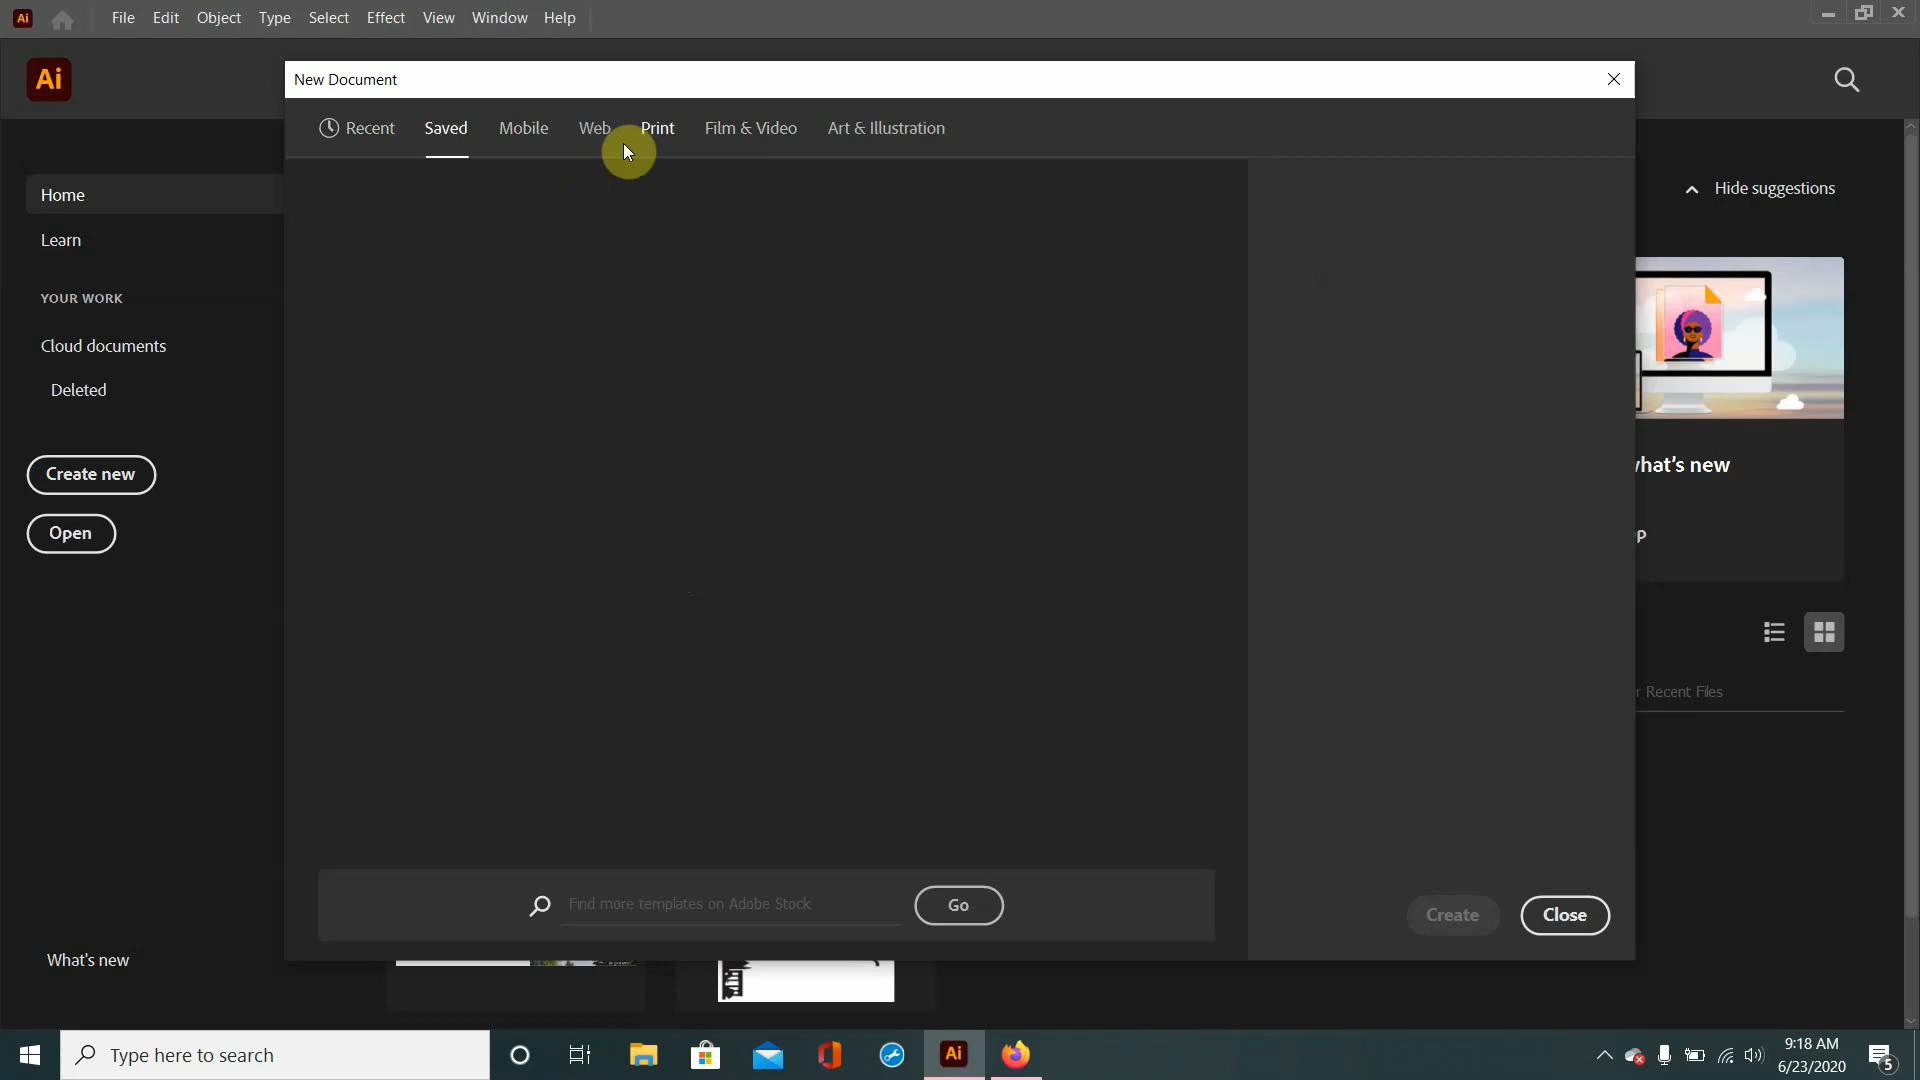 Ai File Edit Object Type Select Effect View Window Help
Ai
New Document
Recent Saved Mobile Web Print Film & Video Art & Illustration
Home
Hide suggestions
Learn
YOUR WORK
Cloud documents
Deleted
Create new
Open
what's new
Recent Files
Find more templates on Adobe Stock
Go
Create
Close
What's new
Type here to search
Ai
9:18 AM
6/23/2020
5